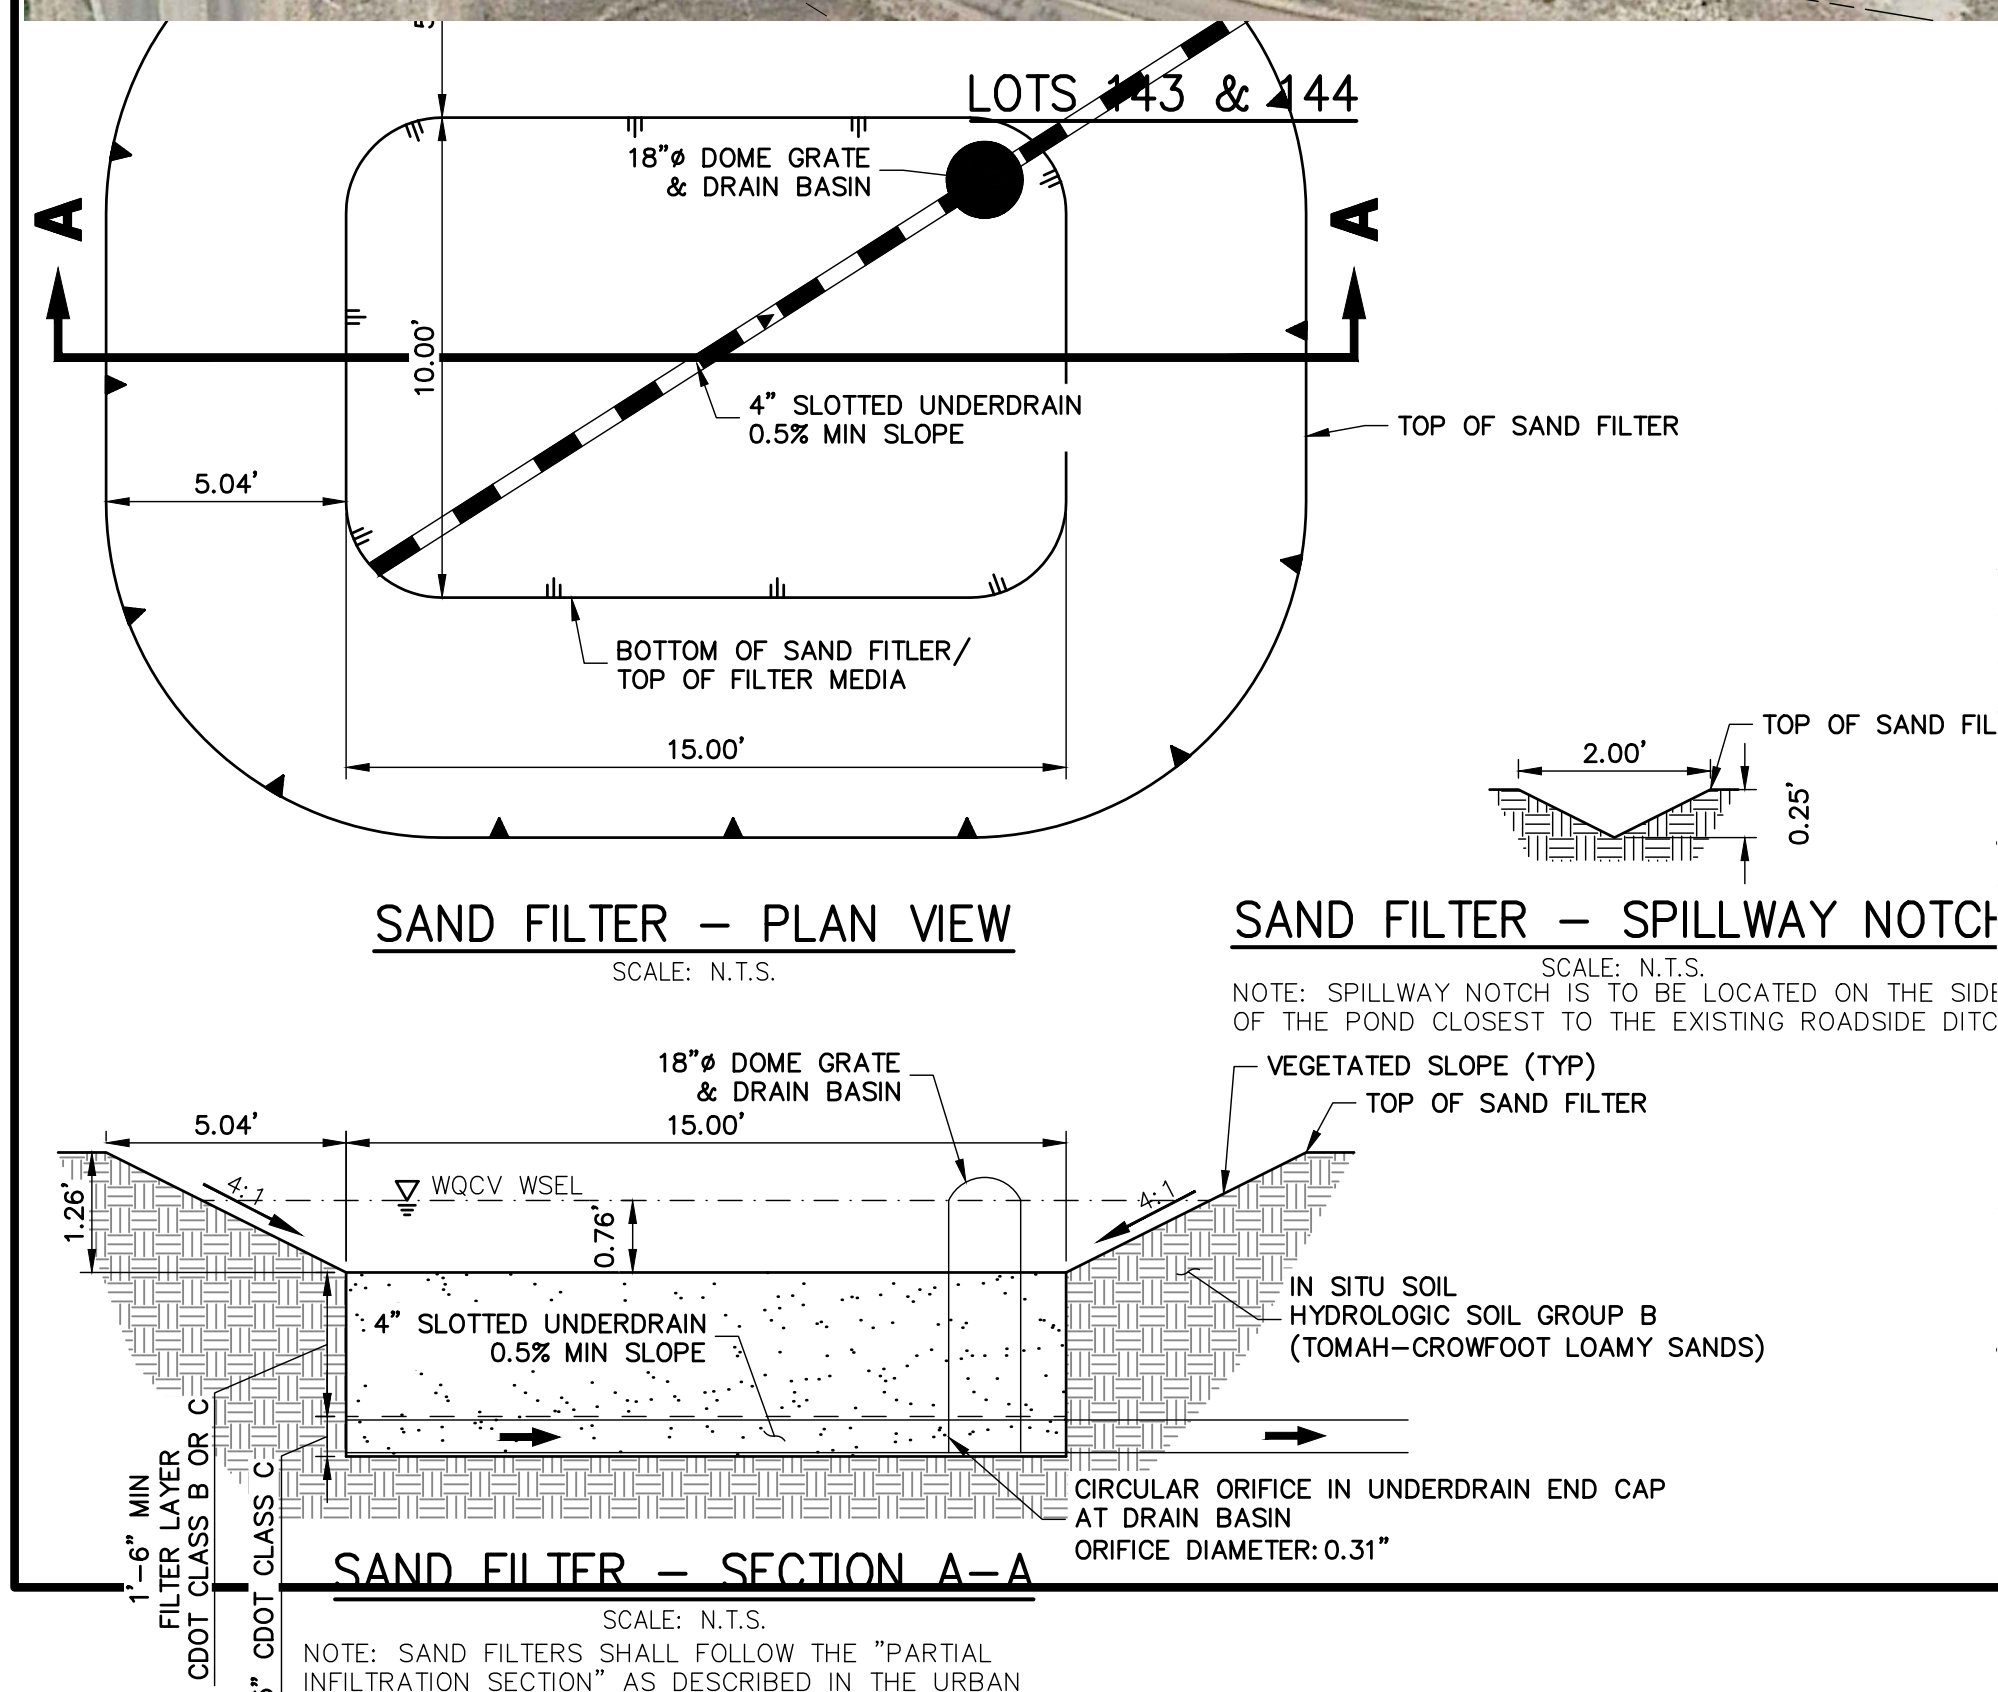 LOTS 143 & 144
18"ø DOME GRATE
& DRAIN BASIN
A
A
10.00'
4" SLOTTED UNDERDRAIN
0.5% MIN SLOPE
TOP OF SAND FILTER
5.04'
BOTTOM OF SAND FITLER/
TOP OF FILTER MEDIA
15.00'
TOP OF SAND FIL
2.00'
0.25'
SAND FILTER – PLAN VIEW
SCALE: N.T.S.
SAND FILTER – SPILLWAY NOTCH
SCALE: N.T.S.
NOTE: SPILLWAY NOTCH IS TO BE LOCATED ON THE SIDE
OF THE POND CLOSEST TO THE EXISTING ROADSIDE DITC
18"ø DOME GRATE
& DRAIN BASIN
VEGETATED SLOPE (TYP)
TOP OF SAND FILTER
5.04'
15.00'
1.26'
4:1
WQCV WSEL
0.76'
4:1
4" SLOTTED UNDERDRAIN
0.5% MIN SLOPE
IN SITU SOIL
HYDROLOGIC SOIL GROUP B
(TOMAH–CROWFOOT LOAMY SANDS)
1'–6" MIN
FILTER LAYER
CDOT CLASS B OR C
CDOT CLASS C
CIRCULAR ORIFICE IN UNDERDRAIN END CAP
AT DRAIN BASIN
ORIFICE DIAMETER: 0.31"
SAND FILTER – SECTION A–A
SCALE: N.T.S.
NOTE: SAND FILTERS SHALL FOLLOW THE "PARTIAL
INFILTRATION SECTION" AS DESCRIBED IN THE URBAN